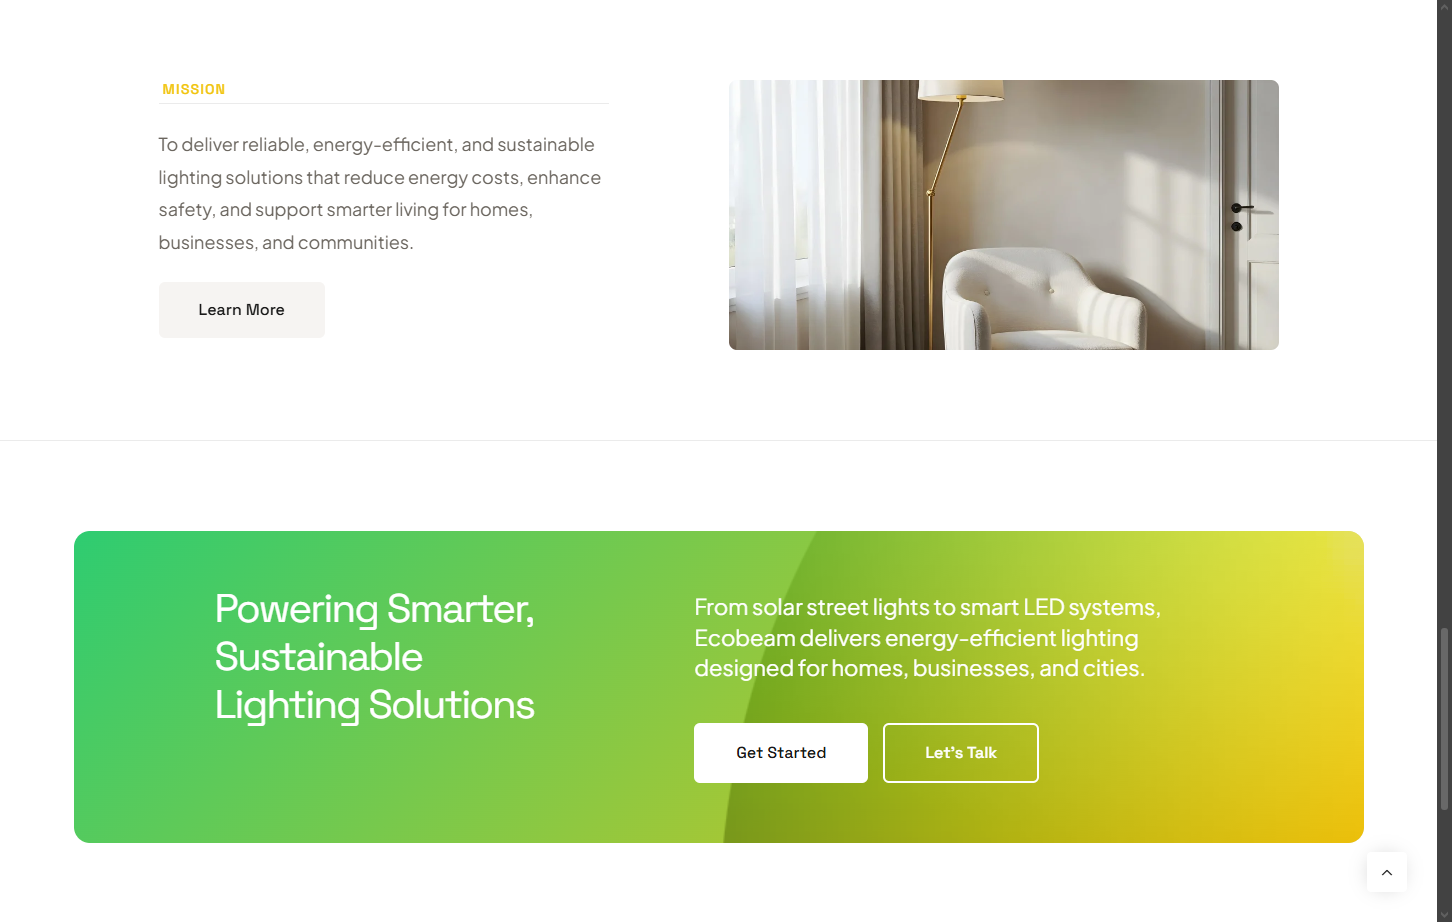 MISSION
To deliver reliable, energy-efficient, and sustainable
lighting solutions that reduce energy costs, enhance
safety, and support smarter living for homes,
businesses, and communities.
Learn More
Powering Smarter,
Sustainable
Lighting Solutions
From solar street lights to smart LED systems,
Ecobeam delivers energy-efficient lighting
designed for homes, businesses, and cities.
Get Started
Let's Talk